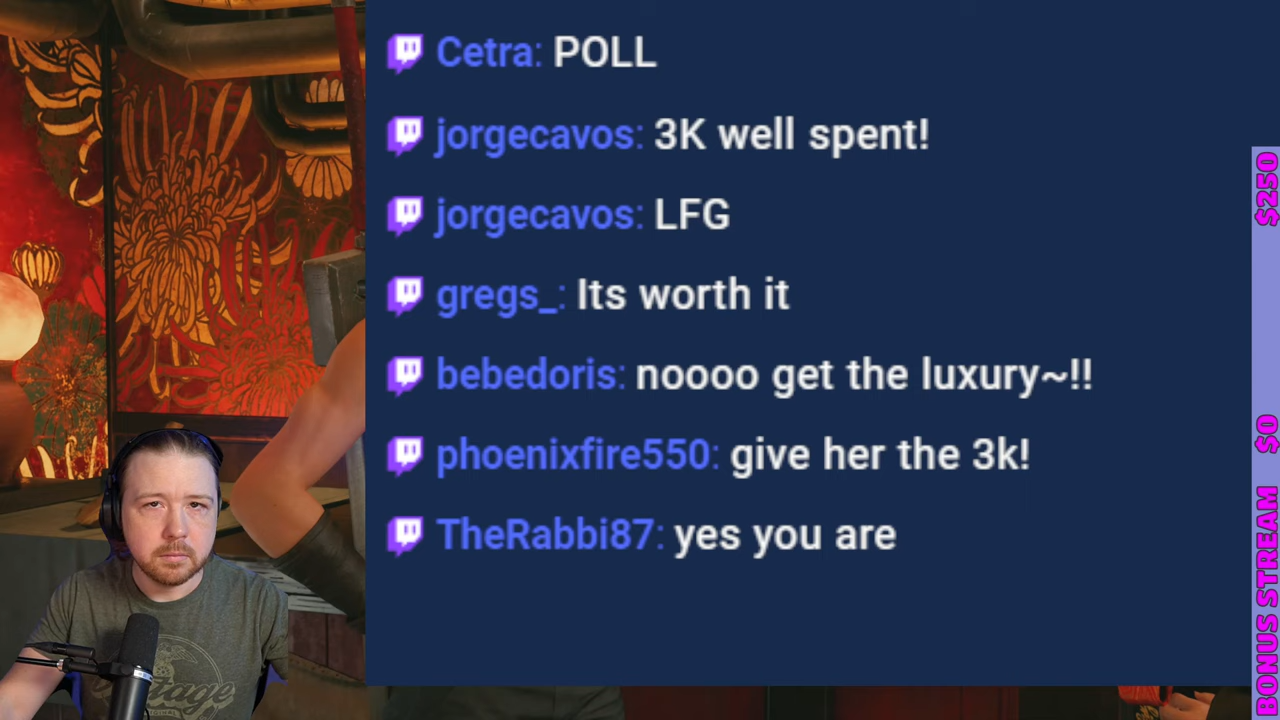 Cetra: POLL
jorgecavos: 3K well spent!
jorgecavos: LFG
gregs_: Its worth it
bebedoris: noooo get the luxury~!!
phoenixfire550: give her the 3k!
TheRabbi87: yes you are
$250
BONUS STREAM $0